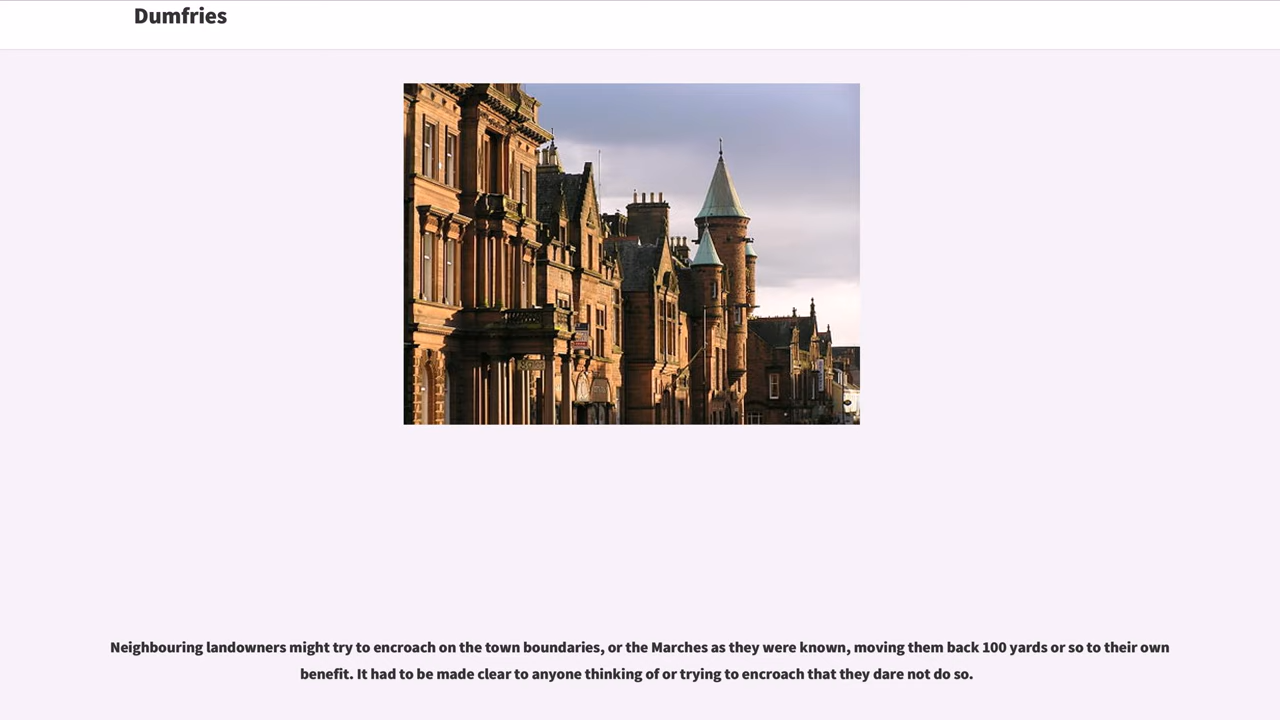 Dumfries
Neighbouring landowners might try to encroach on the town boundaries, or the Marches as they were known, moving them back 100 yards or so to their own
benefit. It had to be made clear to anyone thinking of or trying to encroach that they dare not do so.